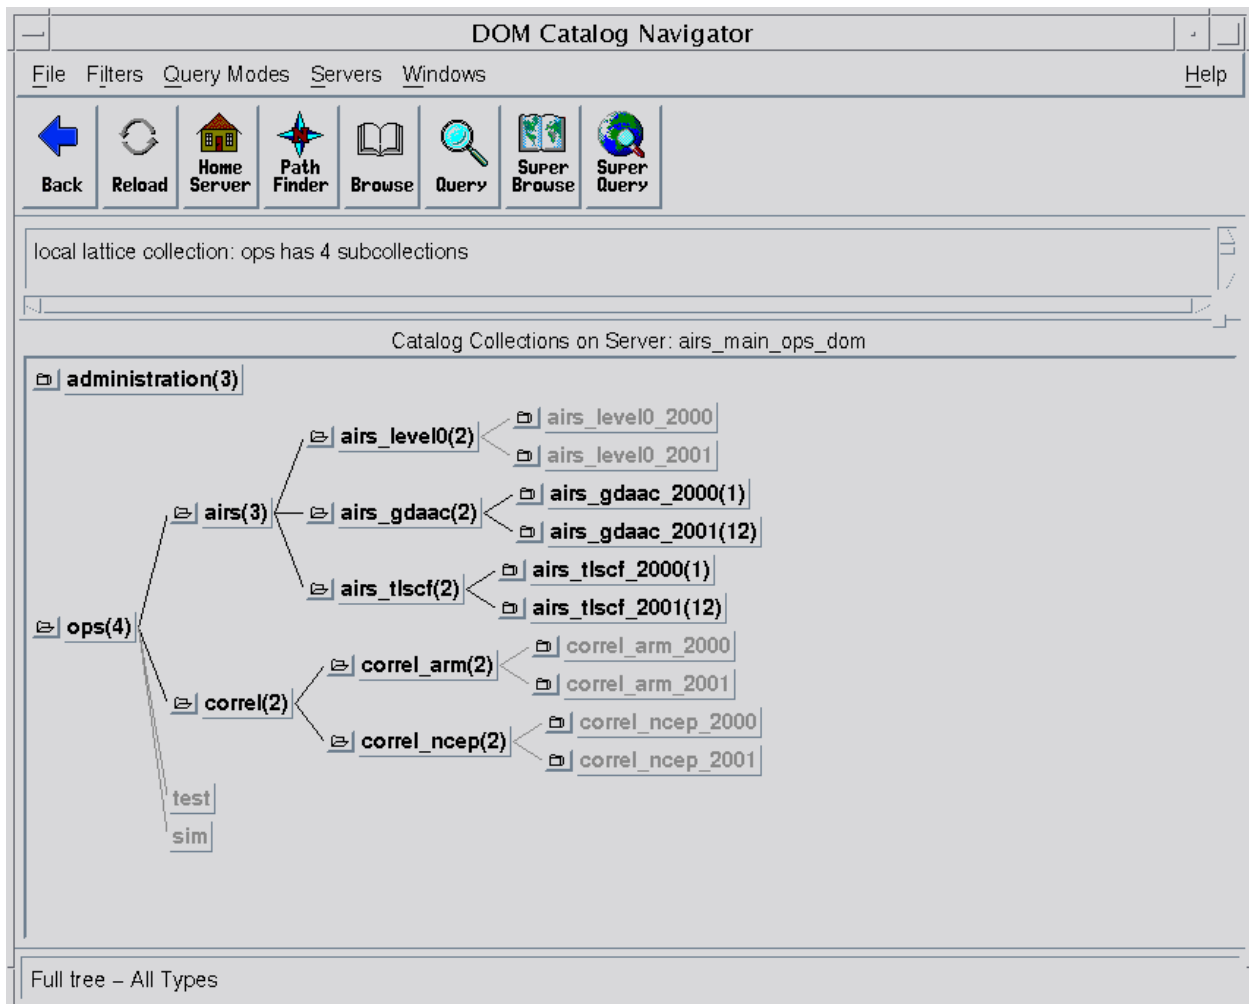 DOM Catalog Navigator
File Filters Query Modes Servers Windows Help
Back Reload Home Server Path Finder Browse Query Super Browse Super Query
local lattice collection: ops has 4 subcollections
Catalog Collections on Server: airs_main_ops_dom
administration(3)
airs_level0_2000
airs_level0(2)
airs_level0_2001
airs_gdaac_2000(1)
airs(3) airs_gdaac(2)
airs_gdaac_2001(12)
airs_tlscf_2000(1)
airs_tlscf(2)
airs_tlscf_2001(12)
ops(4)
correl_arm_2000
correl_arm(2)
correl_arm_2001
correl(2)
correl_ncep_2000
correl_ncep(2)
correl_ncep_2001
test
sim
Full tree – All Types